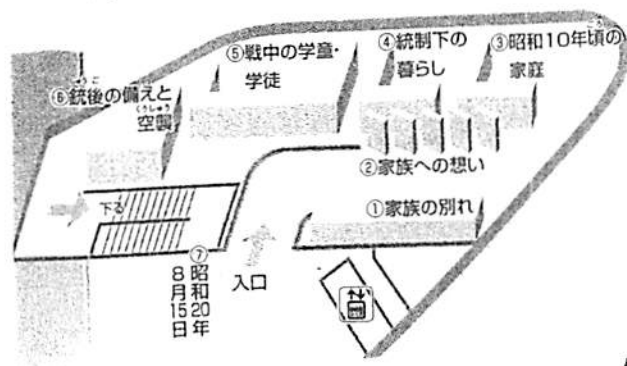 ①家族の別れ
②家族への想い
③昭和10年頃の
家庭
④統制下の
暮らし
⑤戦中の学童・
学徒
⑥銃後の備えと
空襲
⑦昭和20年
8月15日
下る
入口